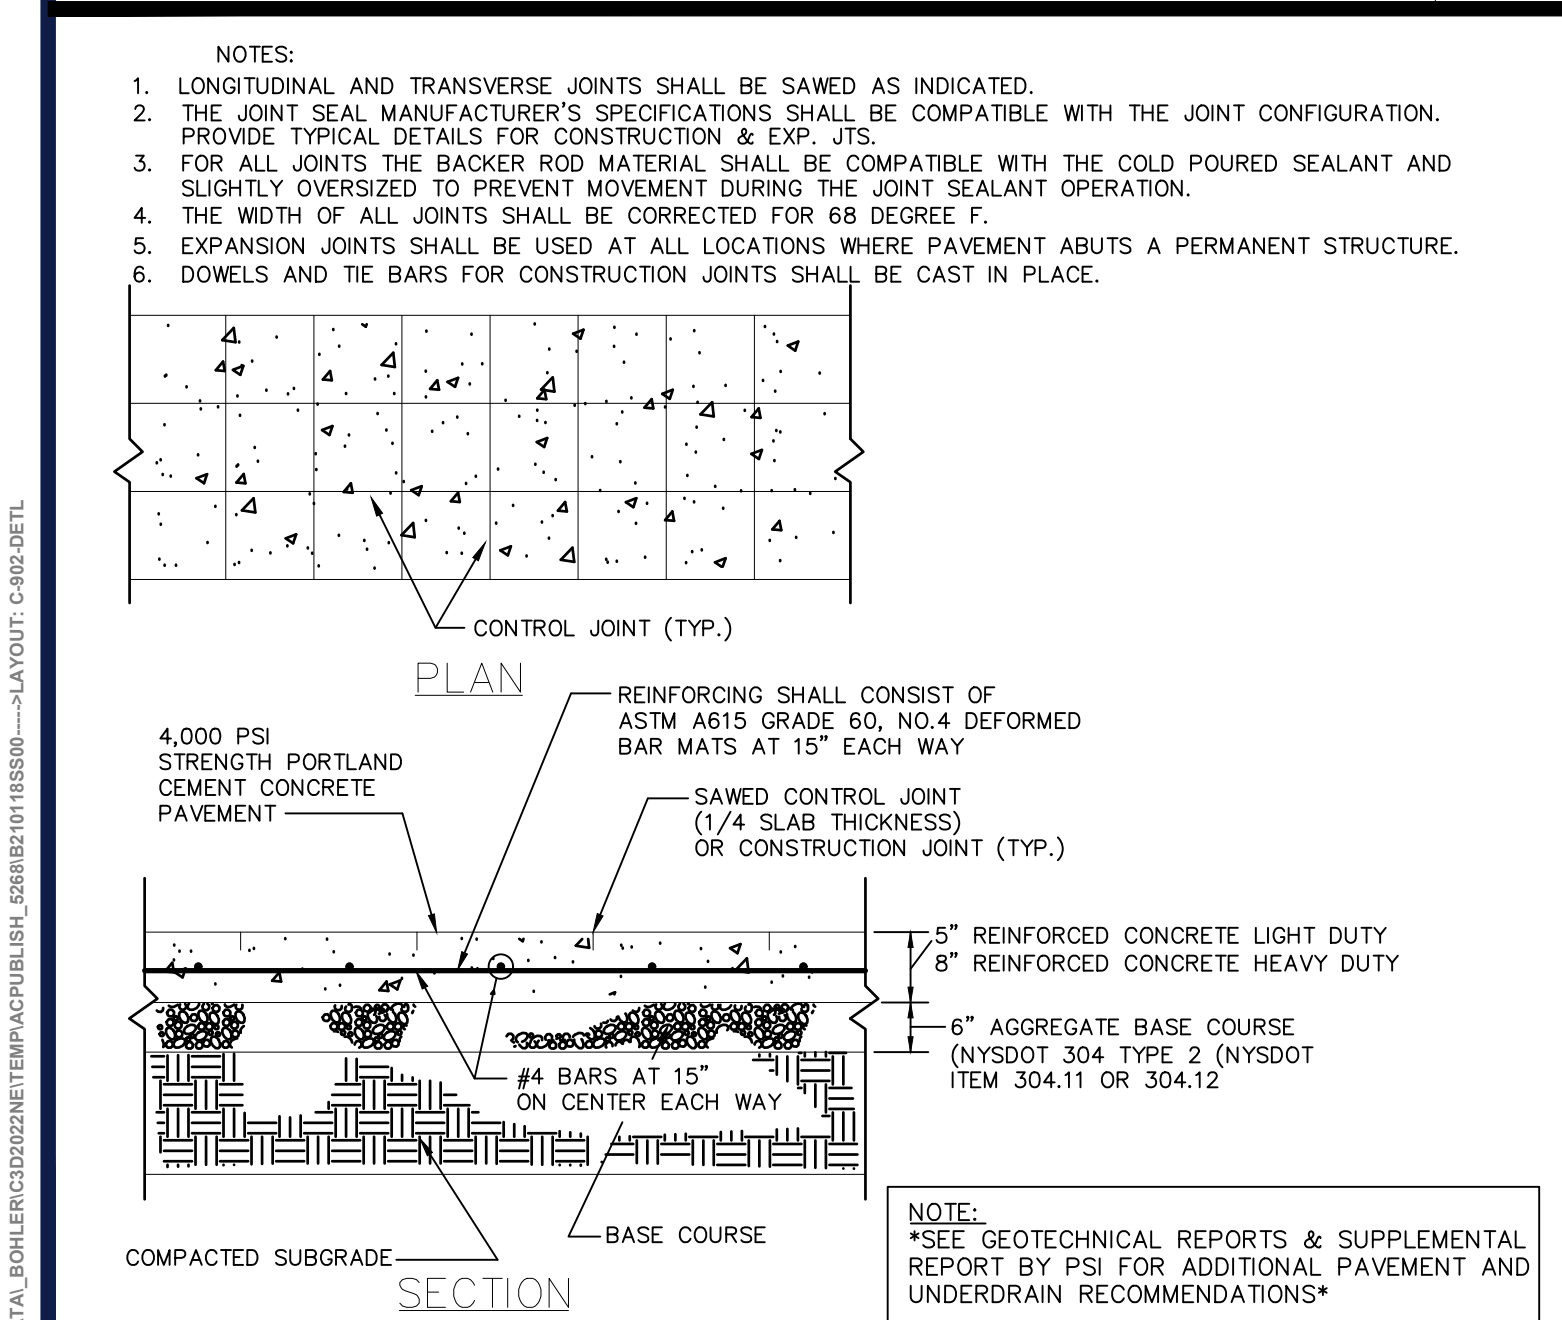 NOTES:
1. LONGITUDINAL AND TRANSVERSE JOINTS SHALL BE SAWED AS INDICATED.
2. THE JOINT SEAL MANUFACTURER'S SPECIFICATIONS SHALL BE COMPATIBLE WITH THE JOINT CONFIGURATION.
PROVIDE TYPICAL DETAILS FOR CONSTRUCTION & EXP. JTS.
3. FOR ALL JOINTS THE BACKER ROD MATERIAL SHALL BE COMPATIBLE WITH THE COLD POURED SEALANT AND
SLIGHTLY OVERSIZED TO PREVENT MOVEMENT DURING THE JOINT SEALANT OPERATION.
4. THE WIDTH OF ALL JOINTS SHALL BE CORRECTED FOR 68 DEGREE F.
5. EXPANSION JOINTS SHALL BE USED AT ALL LOCATIONS WHERE PAVEMENT ABUTS A PERMANENT STRUCTURE.
6. DOWELS AND TIE BARS FOR CONSTRUCTION JOINTS SHALL BE CAST IN PLACE.
CONTROL JOINT (TYP.)
PLAN
REINFORCING SHALL CONSIST OF
ASTM A615 GRADE 60, NO.4 DEFORMED
BAR MATS AT 15" EACH WAY
4,000 PSI
STRENGTH PORTLAND
CEMENT CONCRETE
PAVEMENT
SAWED CONTROL JOINT
(1/4 SLAB THICKNESS)
OR CONSTRUCTION JOINT (TYP.)
5" REINFORCED CONCRETE LIGHT DUTY
8" REINFORCED CONCRETE HEAVY DUTY
6" AGGREGATE BASE COURSE
(NYSDOT 304 TYPE 2 (NYSDOT
ITEM 304.11 OR 304.12
#4 BARS AT 15"
ON CENTER EACH WAY
BASE COURSE
COMPACTED SUBGRADE
SECTION
NOTE:
*SEE GEOTECHNICAL REPORTS & SUPPLEMENTAL
REPORT BY PSI FOR ADDITIONAL PAVEMENT AND
UNDERDRAIN RECOMMENDATIONS*
TA\_BOHLER\C3D2022NE\TEMP\ACPUBLISH_5268\B210118SS00----->LAYOUT: C-902-DETL